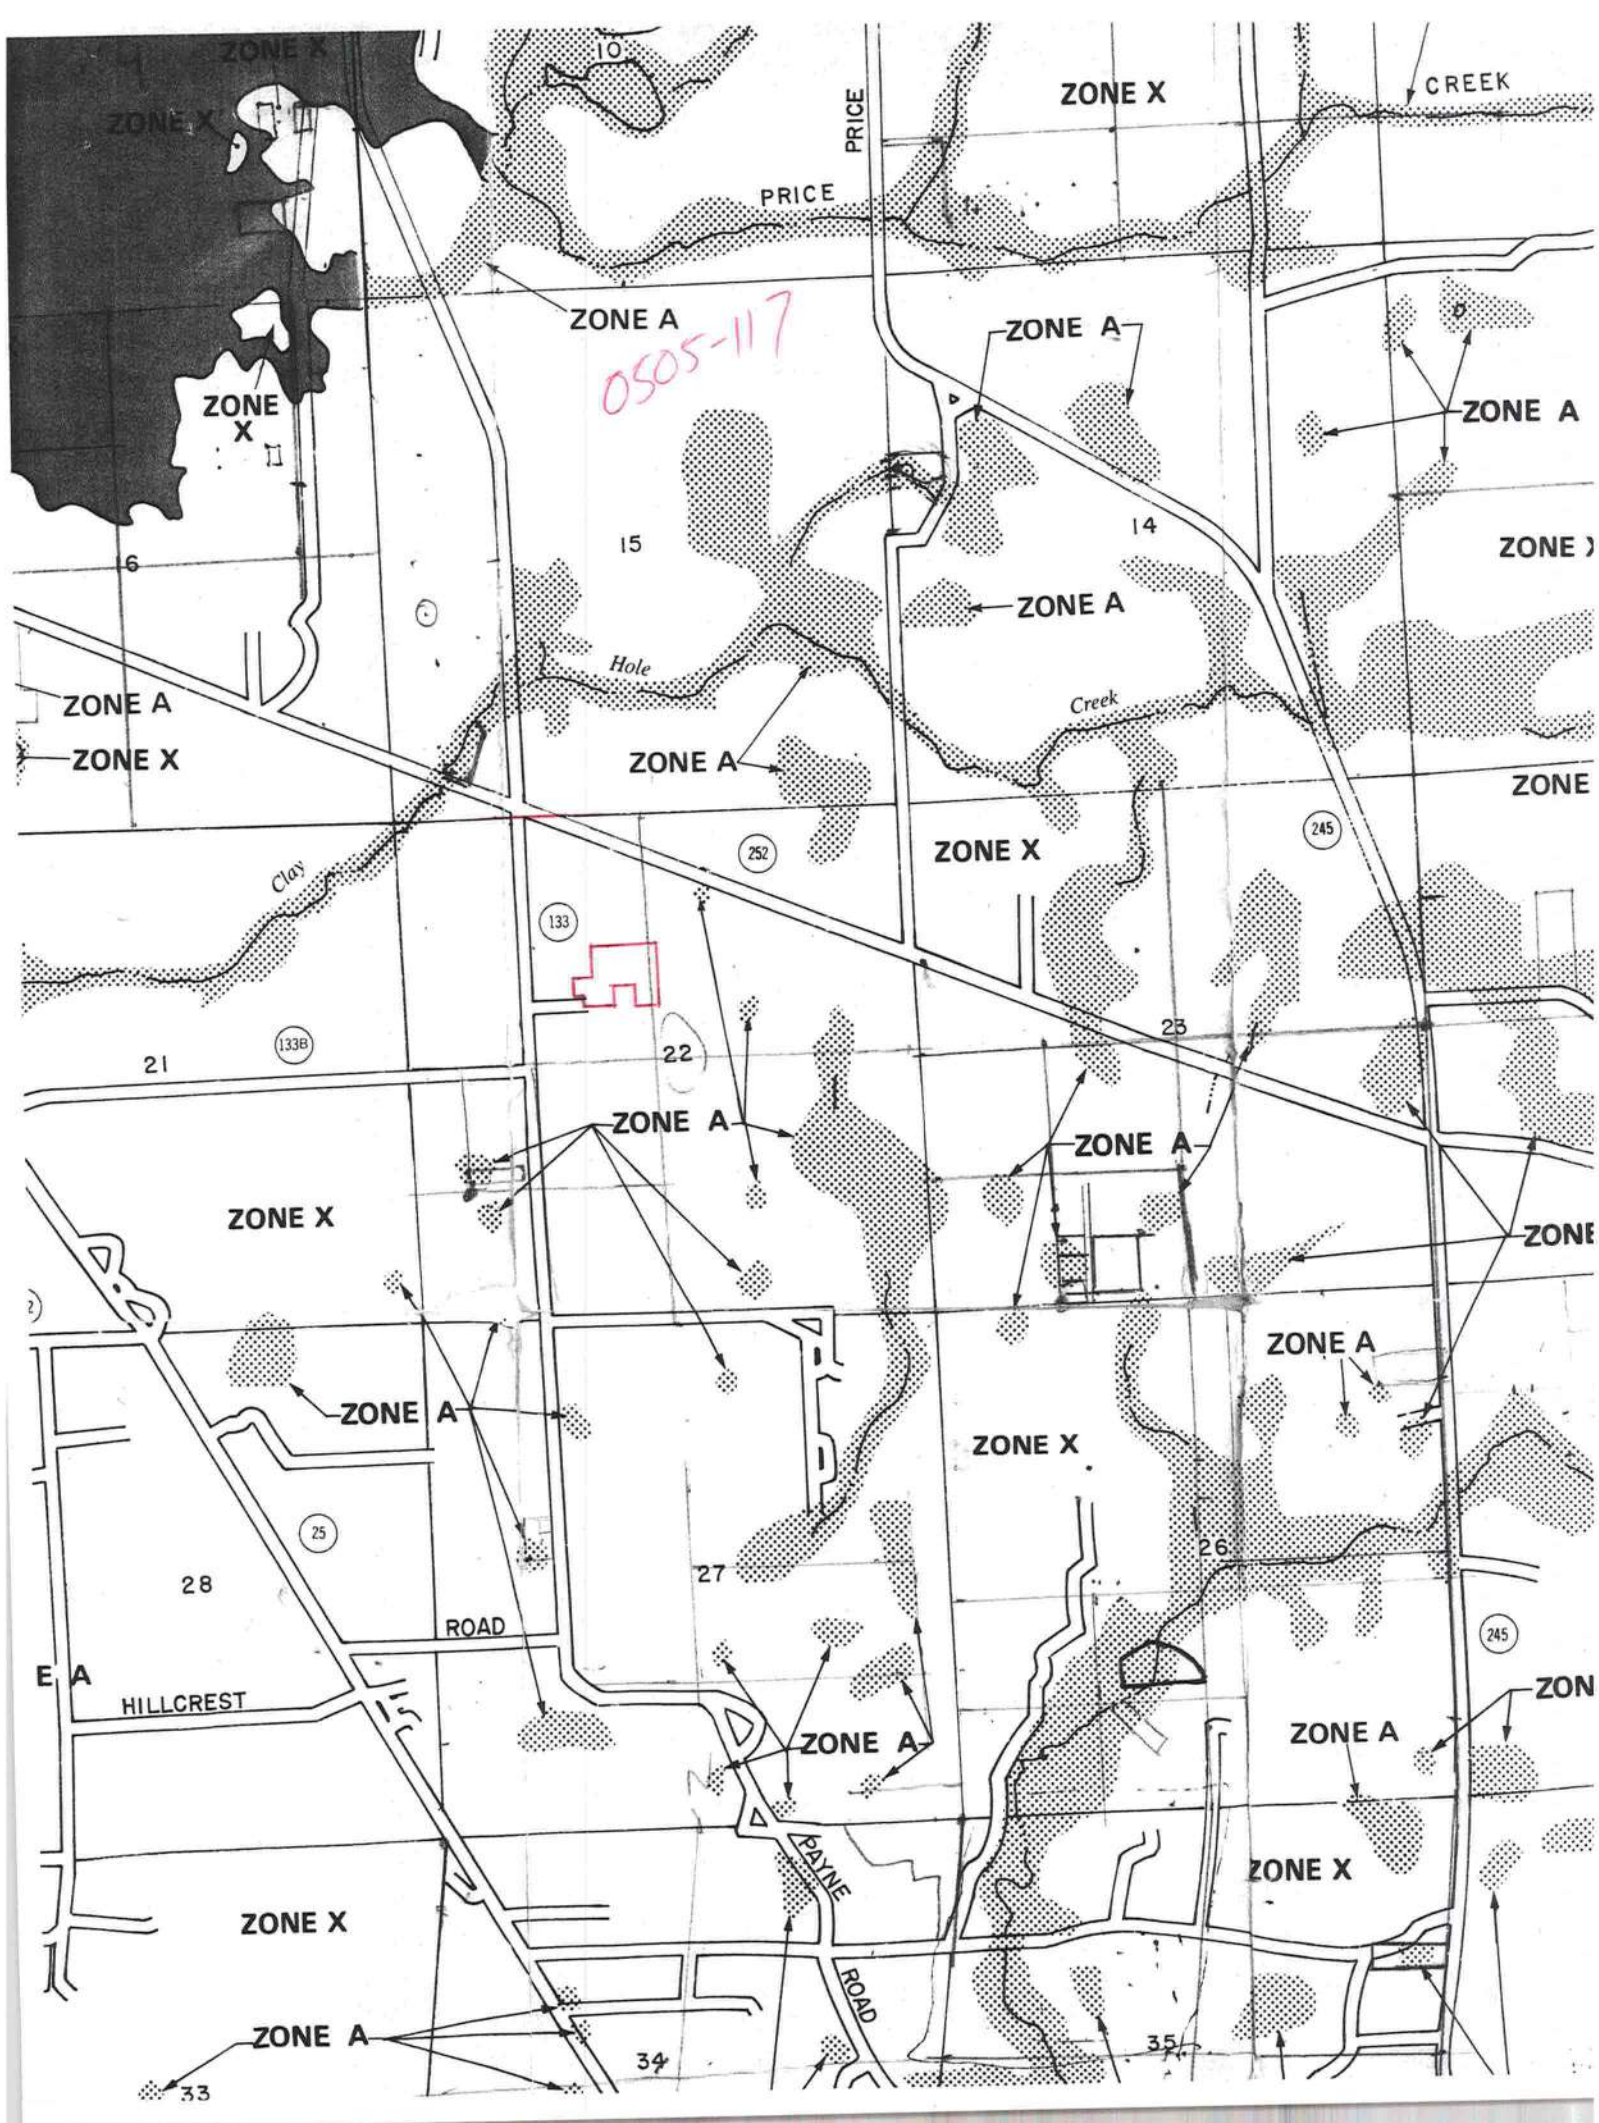 ZONE X
10
ZONE X
CREEK
PRICE
ZONE X
PRICE
ZONE A
0505-117
ZONE A
ZONE
X
ZONE A
15
14
ZONE X
16
ZONE A
Hole
ZONE A
Creek
ZONE X
ZONE A
ZONE
245
252
ZONE X
Clay
133
23
133B
21
22
ZONE A
ZONE A
ZONE X
ZONE
2
ZONE A
ZONE A
ZONE X
25
26
27
28
ROAD
245
E A
HILLCREST
ZON
ZONE A
ZONE A
PAYNE
ZONE X
ZONE X
ROAD
ZONE A
35
34
33